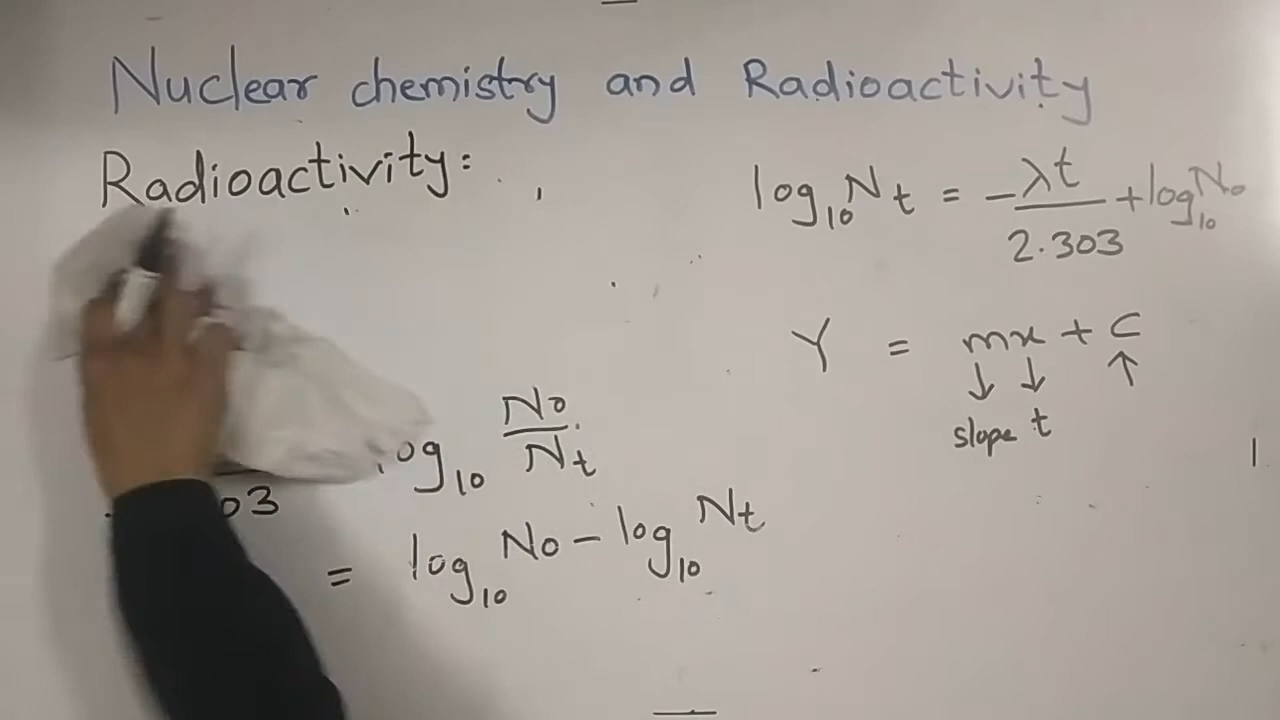 Nuclear chemistry and Radioactivity
Radioactivity:
log₁₀ Nt = -λt/2.303 + log₁₀ No
Y = mx + C
↓ ↓ ↑
slope t
log₁₀ No/Nt
03
= log₁₀ No - log₁₀ Nt